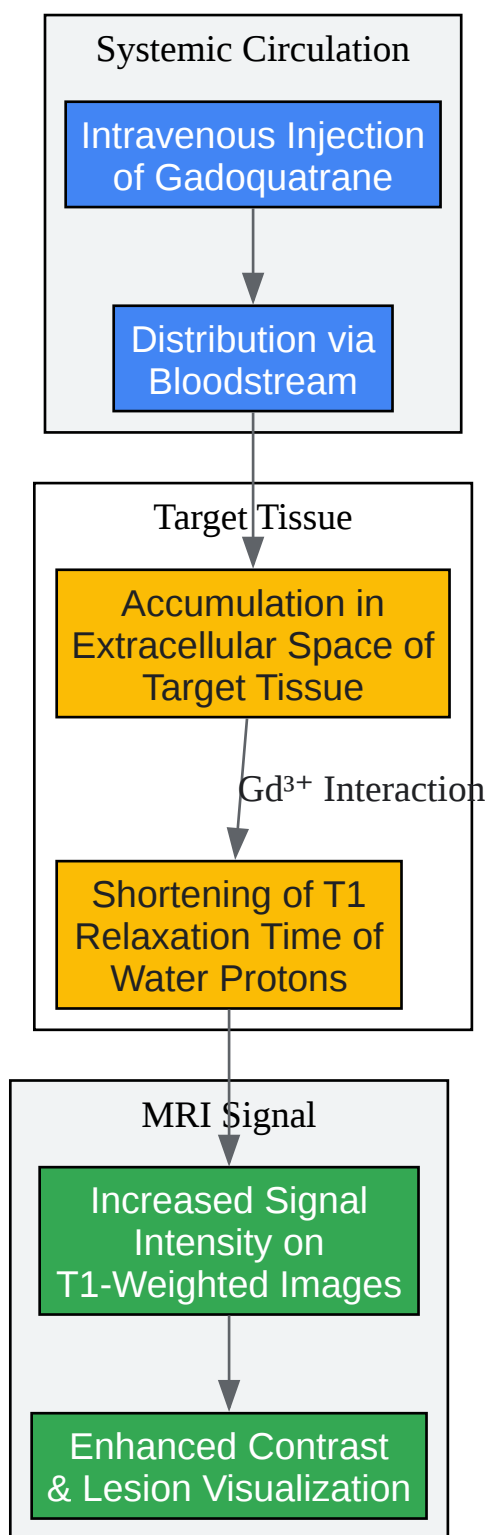 Systemic Circulation
Intravenous Injection
of Gadoquatrane
Distribution via
Bloodstream
Target Tissue
Accumulation in
Extracellular Space of
Target Tissue
Gd³⁺ Interaction
Shortening of T1
Relaxation Time of
Water Protons
MRI Signal
Increased Signal
Intensity on
T1-Weighted Images
Enhanced Contrast
& Lesion Visualization